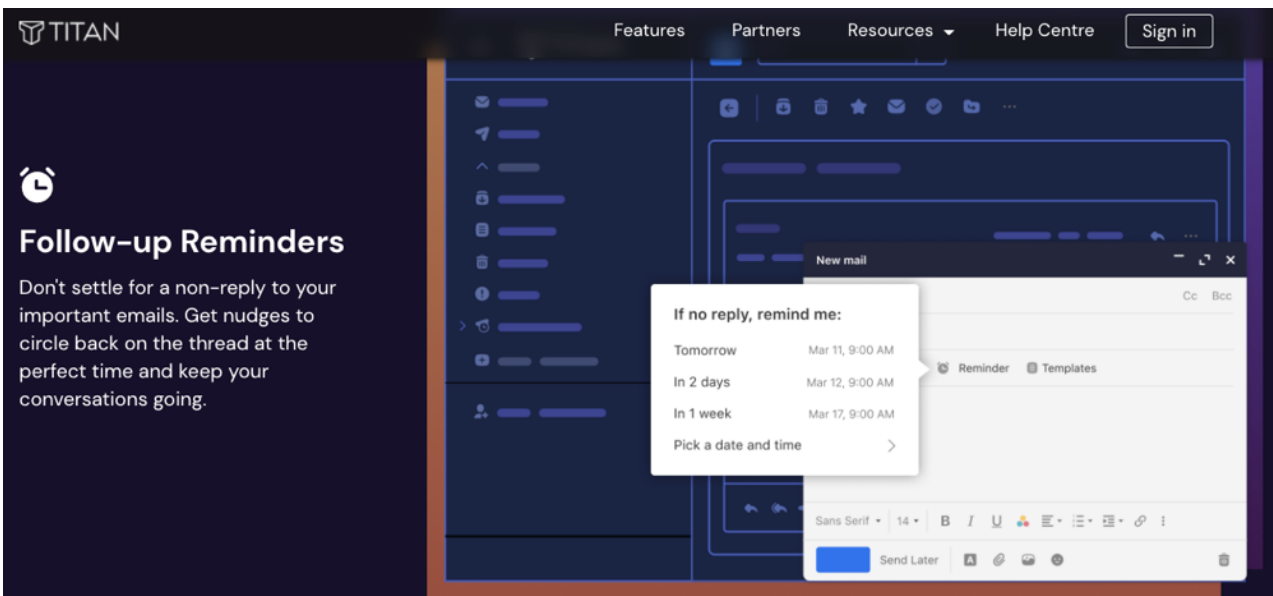 TITAN
Features Partners Resources Help Centre Sign in
Follow-up Reminders
Don't settle for a non-reply to your
important emails. Get nudges to
circle back on the thread at the
perfect time and keep your
conversations going.
New mail
Cc Bcc
If no reply, remind me:
Tomorrow Mar 11, 9:00 AM
In 2 days Mar 12, 9:00 AM
In 1 week Mar 17, 9:00 AM
Pick a date and time
Reminder Templates
Sans Serif 14 B I U
Send Later A